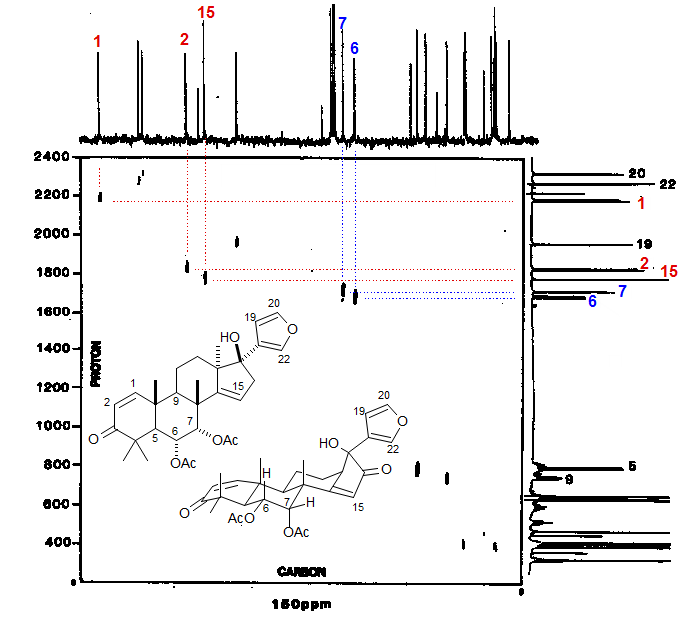 1 2 15 7 6
2400
2200
2000
1800
1600
1400
1200
1000
800
600
400
0
PROTON
20
22
1
19
2 15
7
6
5
9
HO 19 20 O 22
1 2 O 9 15
5 6 7 OAc
OAc
HO 19 20 O 22
H O
O 6 7 H 15
AcO OAc
CARBON
150ppm 0